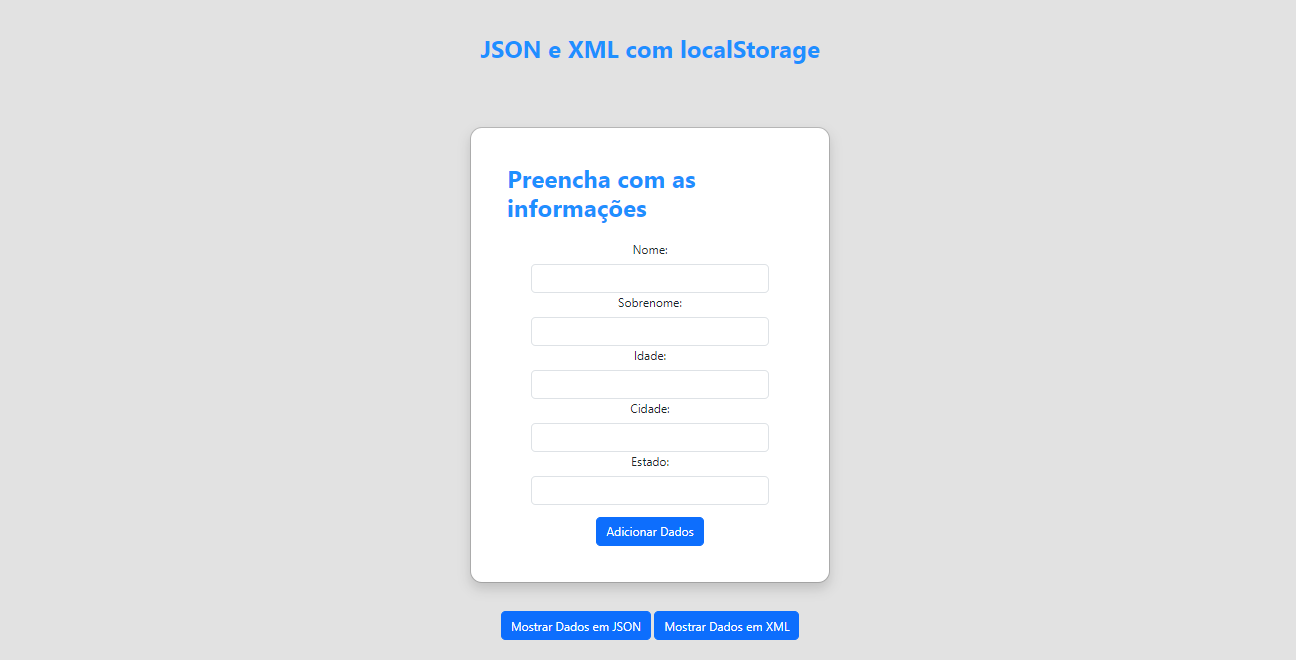 JSON e XML com localStorage
Preencha com as
informações
Nome:
Sobrenome:
Idade:
Cidade:
Estado:
Adicionar Dados
Mostrar Dados em JSON Mostrar Dados em XML